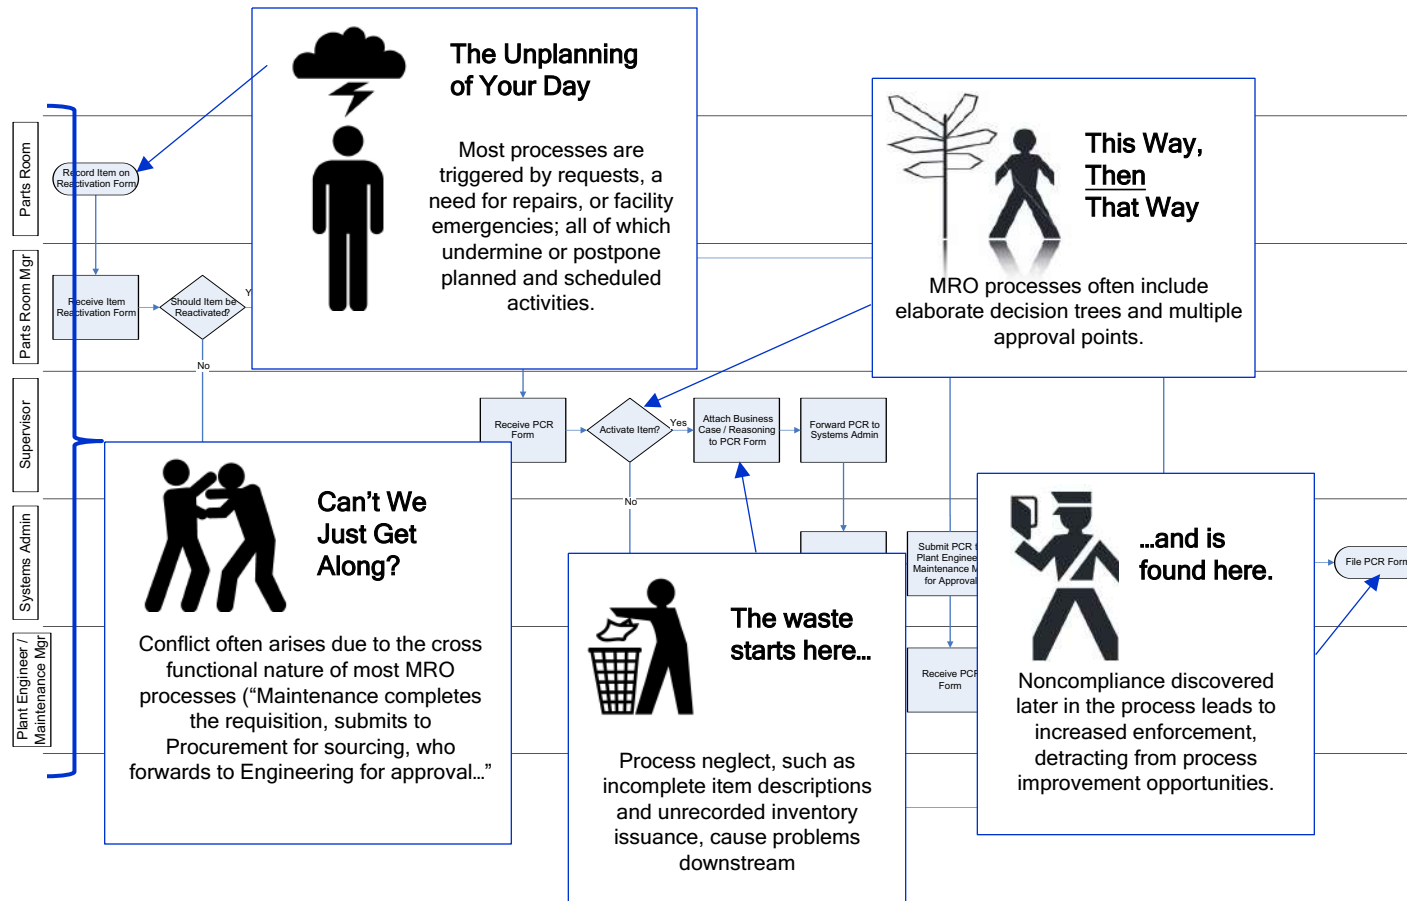 The Unplanning
of Your Day
Most processes are
triggered by requests, a
need for repairs, or facility
emergencies; all of which
undermine or postpone
planned and scheduled
activities.
This Way,
Then
That Way
MRO processes often include
elaborate decision trees and multiple
approval points.
Parts Room
Record Item on
Reactivation Form
Parts Room Mgr
Receive Item
Reactivation Form
Should Item be
Reactivated?
Y
No
Supervisor
Receive PCR
Form
Activate Item?
Yes
No
Attach Business
Case / Reasoning
to PCR Form
Forward PCR to
Systems Admin
Can't We
Just Get
Along?
Conflict often arises due to the cross
functional nature of most MRO
processes (“Maintenance completes
the requisition, submits to
Procurement for sourcing, who
forwards to Engineering for approval…”
Systems Admin
Submit PCR
Plant Engine
Maintenance M
for Approval
File PCR Form
Plant Engineer /
Maintenance Mgr
Receive PCR
Form
The waste
starts here…
Process neglect, such as
incomplete item descriptions
and unrecorded inventory
issuance, cause problems
downstream
…and is
found here.
Noncompliance discovered
later in the process leads to
increased enforcement,
detracting from process
improvement opportunities.